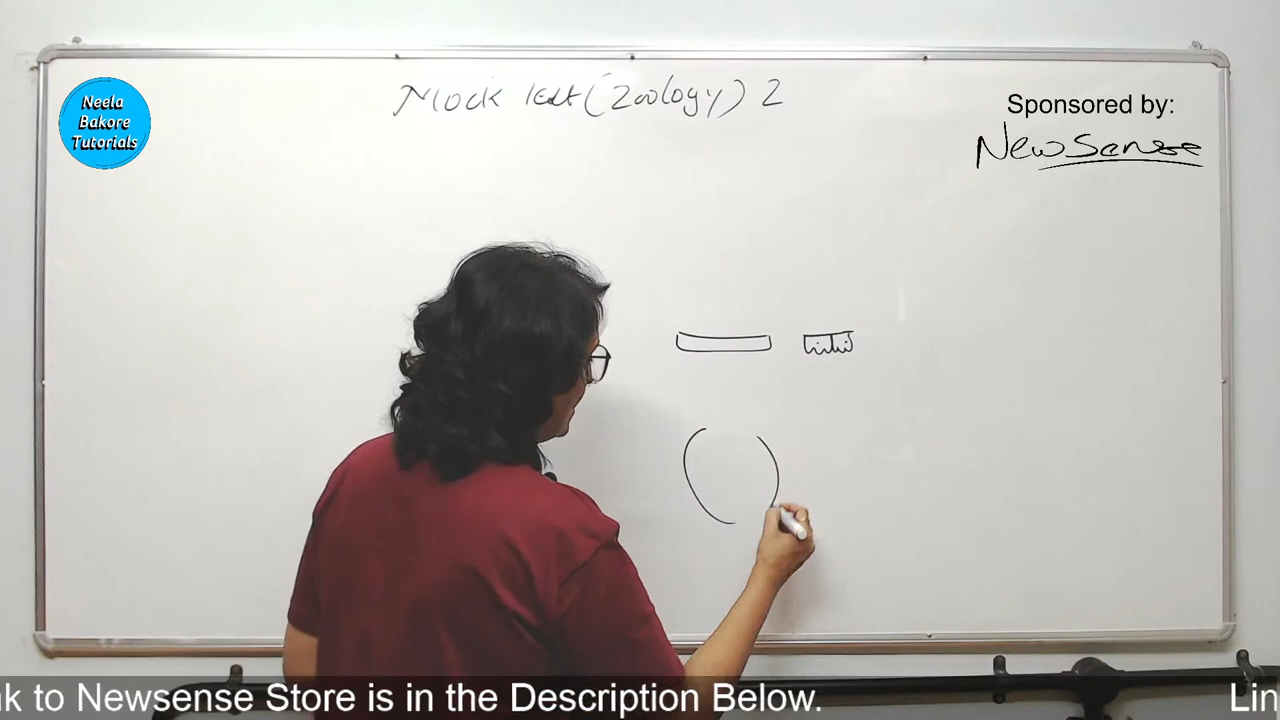 Mock test (Zoology) 2
Neela
Bakore
Tutorials
Sponsored by:
NewSense
nk to Newsense Store is in the Description Below.
Lin